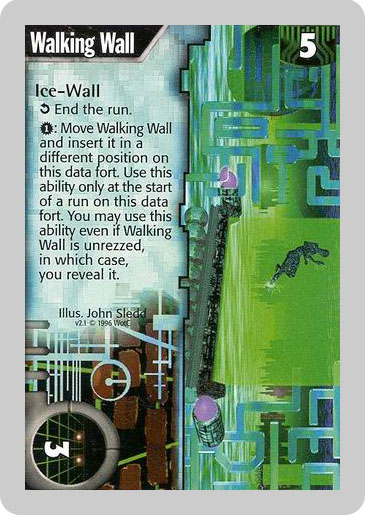 Walking Wall
5
Ice-Wall
End the run.
1: Move Walking Wall
and insert it in a
different position on
this data fort. Use this
ability only at the start
of a run on this data
fort. You may use this
ability even if Walking
Wall is unrezzed,
in which case,
you reveal it.
Illus. John Sledd
v2.1 © 1996 WotC
3